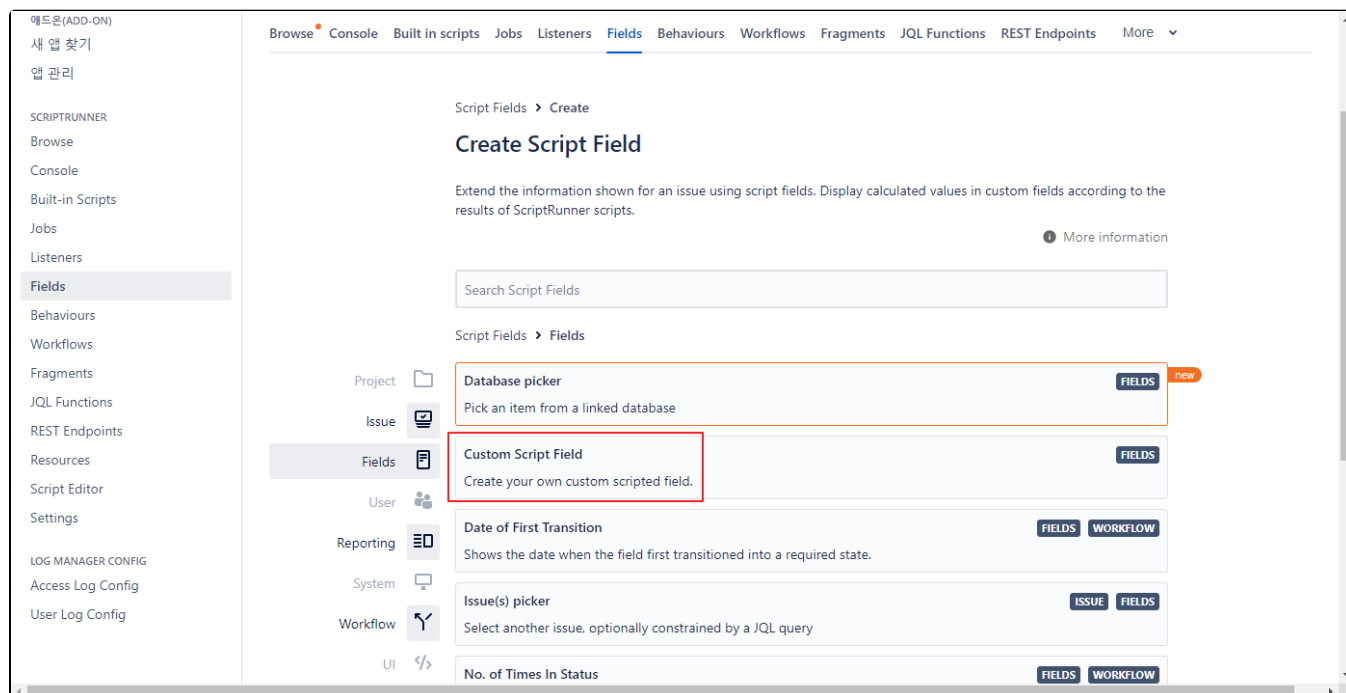 애드온(ADD-ON)
새 앱 찾기
앱 관리
SCRIPTRUNNER
Browse
Console
Built-in Scripts
Jobs
Listeners
Fields
Behaviours
Workflows
Fragments
JQL Functions
REST Endpoints
Resources
Script Editor
Settings
LOG MANAGER CONFIG
Access Log Config
User Log Config
Browse Console Built in scripts Jobs Listeners Fields Behaviours Workflows Fragments JQL Functions REST Endpoints More
Script Fields > Create
Create Script Field
Extend the information shown for an issue using script fields. Display calculated values in custom fields according to the
results of ScriptRunner scripts.
More information
Search Script Fields
Script Fields > Fields
Project
Issue
Fields
User
Reporting
System
Workflow
UI
Database picker FIELDS new
Pick an item from a linked database
Custom Script Field FIELDS
Create your own custom scripted field.
Date of First Transition FIELDS WORKFLOW
Shows the date when the field first transitioned into a required state.
Issue(s) picker ISSUE FIELDS
Select another issue, optionally constrained by a JQL query
No. of Times In Status FIELDS WORKFLOW